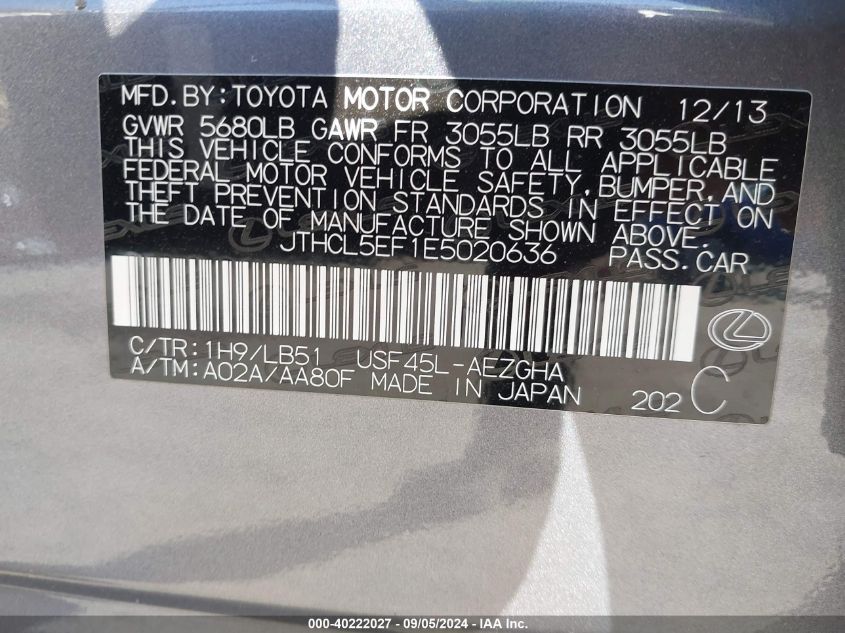 MFD.BY:TOYOTA MOTOR CORPORATION 12/13
GVWR 5680LB GAWR FR 3055LB RR 3055LB
THIS VEHICLE CONFORMS TO ALL APPLICABLE
FEDERAL MOTOR VEHICLE SAFETY,BUMPER,AND
THEFT PREVENTION STANDARDS IN EFFECT ON
THE DATE OF MANUFACTURE SHOWN ABOVE.
JTHCL5EF1E5020636 PASS.CAR
C/TR:1H9/LB51 USF45L-AEZGHA
A/TM:A02A/AA80F MADE IN JAPAN 202 C
000-40222027 - 09/05/2024 - IAA Inc.